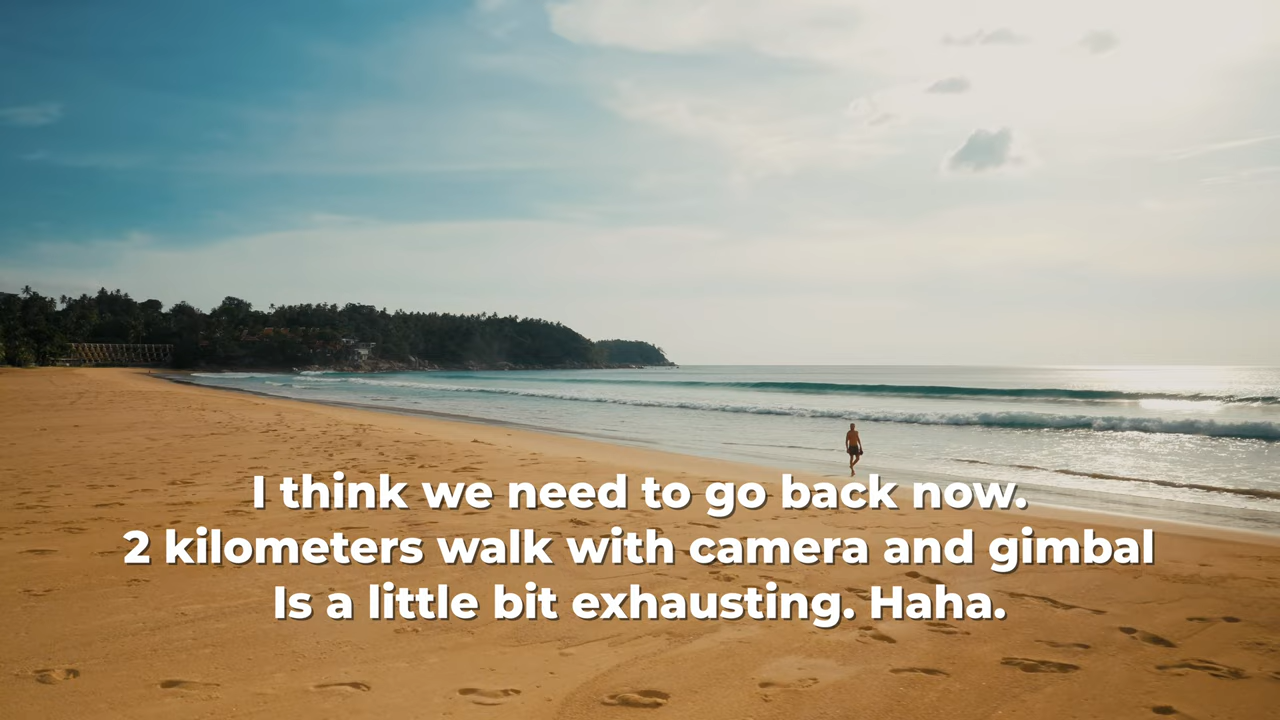 I think we need to go back now.
2 kilometers walk with camera and gimbal
Is a little bit exhausting. Haha.